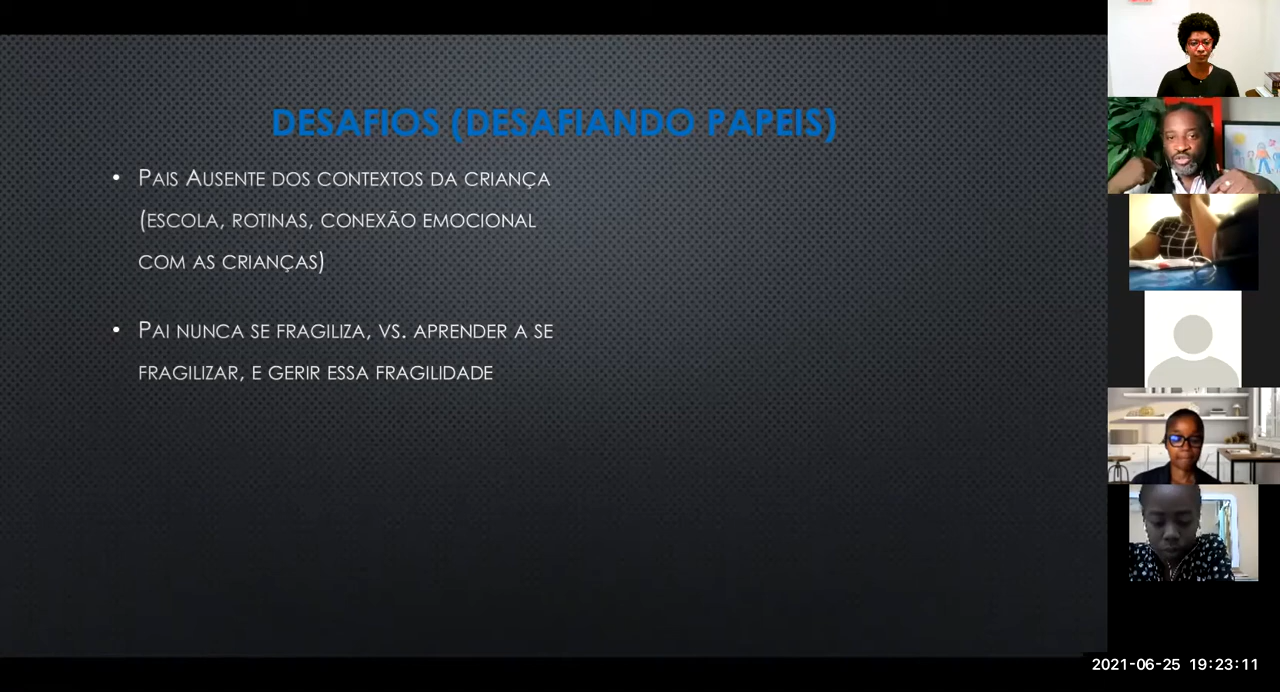 DESAFIOS (DESAFIANDO PAPEIS)
• PAIS AUSENTE DOS CONTEXTOS DA CRIANÇA
(ESCOLA, ROTINAS, CONEXÃO EMOCIONAL
COM AS CRIANÇAS)
• PAI NUNCA SE FRAGILIZA, VS. APRENDER A SE
FRAGILIZAR, E GERIR ESSA FRAGILIDADE
2021-06-25 19:23:11